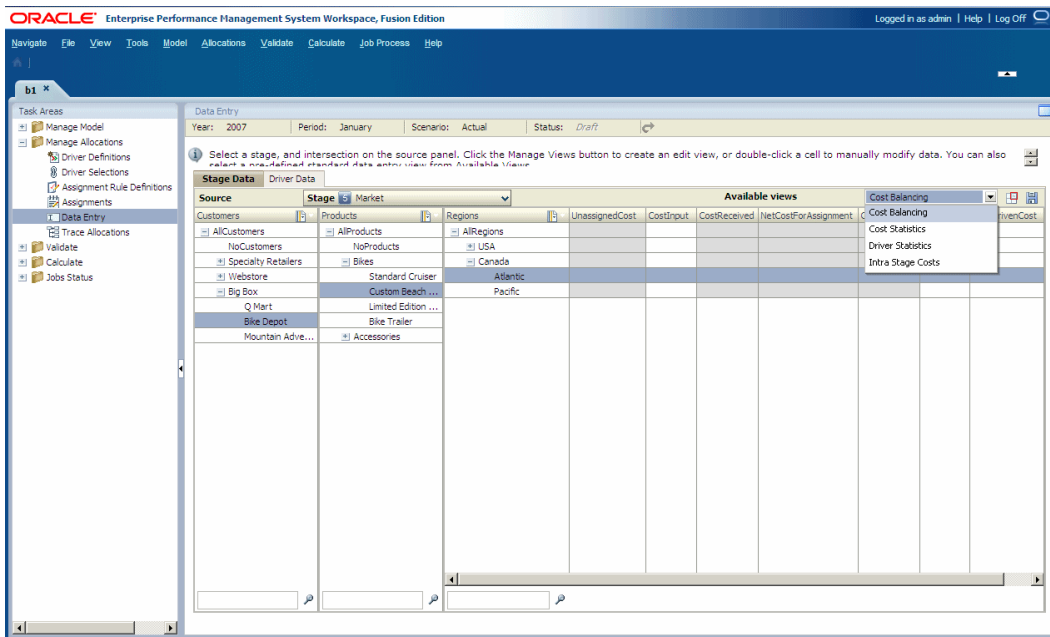 ORACLE® Enterprise Performance Management System Workspace, Fusion Edition
Logged in as admin | Help | Log Off
Navigate File View Tools Model Allocations Validate Calculate Job Process Help
b1
Task Areas
Manage Model
Manage Allocations
Driver Definitions
Driver Selections
Assignment Rule Definitions
Assignments
Data Entry
Trace Allocations
Validate
Calculate
Jobs Status
Data Entry
Year: 2007 Period: January Scenario: Actual Status: Draft
Select a stage, and intersection on the source panel. Click the Manage Views button to create an edit view, or double-click a cell to manually modify data. You can also
select a pre-defined standard data entry view from Available Views
Stage Data Driver Data
Source Stage 5 Market Available views Cost Balancing
Cost Balancing
Cost Statistics
Driver Statistics
Intra Stage Costs
Customers Products Regions UnassignedCost CostInput CostReceived NetCostForAssignment
AllCustomers AllProducts AllRegions
NoCustomers NoProducts USA
Specialty Retailers Bikes Canada
Webstore Standard Cruiser Atlantic
Big Box Custom Beach ... Pacific
Q Mart Limited Edition ...
Bike Depot Bike Trailer
Mountain Adve... Accessories